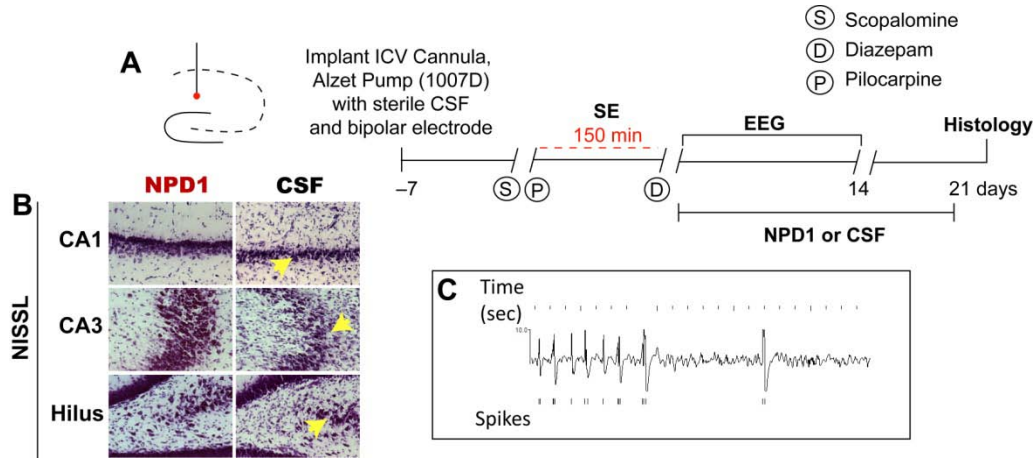 A
Implant ICV Cannula,
Alzet Pump (1007D)
with sterile CSF
and bipolar electrode
S Scopalomine
D Diazepam
P Pilocarpine
SE
150 min
EEG
Histology
–7
S
P
D
14
21 days
NPD1 or CSF
B
NPD1
CSF
NISSL
CA1
CA3
Hilus
C
Time
(sec)
10.0
Spikes